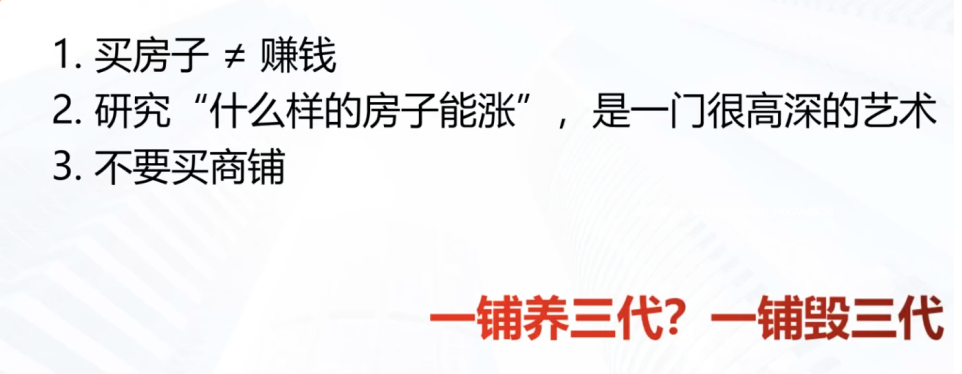 1. 买房子 ≠ 赚钱
2. 研究“什么样的房子能涨”，是一门很高深的艺术
3. 不要买商铺
一铺养三代？一铺毁三代